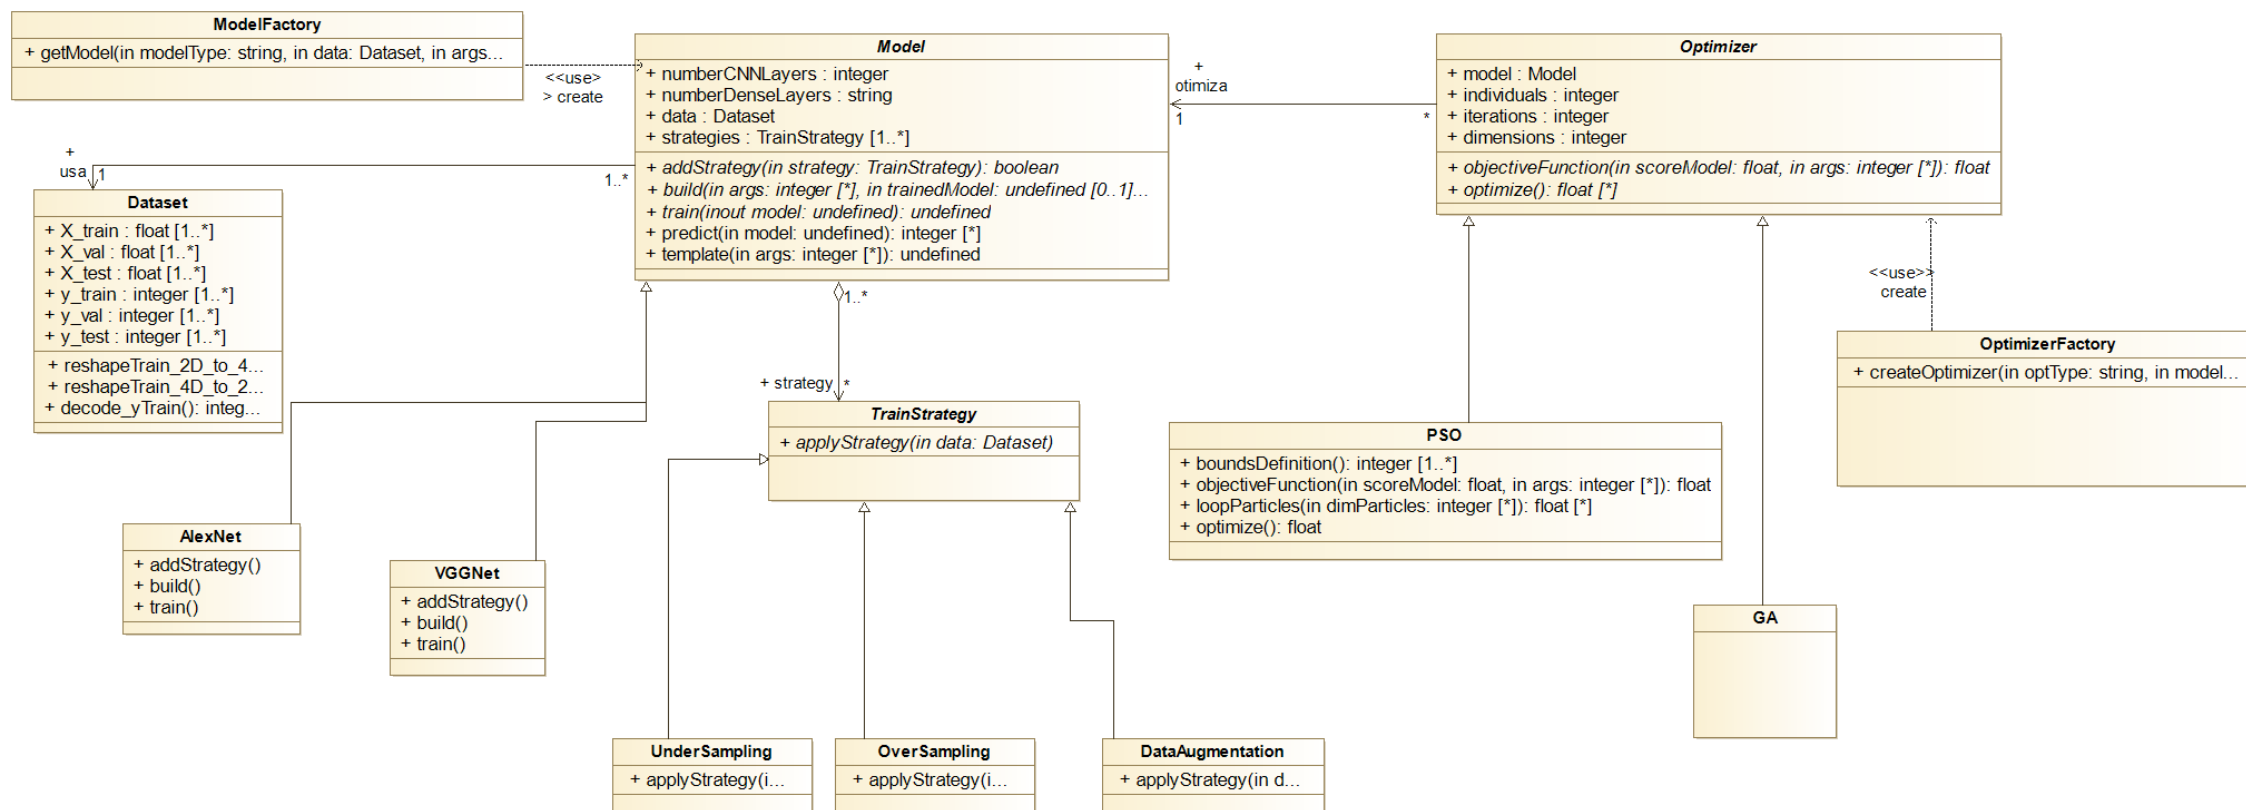 ModelFactory
+ getModel(in modelType: string, in data: Dataset, in args...
<<use>
> create
Model
+ numberCNNLayers : integer
+ numberDenseLayers : string
+ data : Dataset
+ strategies : TrainStrategy [1..*]
+ addStrategy(in strategy: TrainStrategy): boolean
+ build(in args: integer [*], in trainedModel: undefined [0..1]...
+ train(inout model: undefined): undefined
+ predict(in model: undefined): integer [*]
+ template(in args: integer [*]): undefined
+
otimiza
1
*
Optimizer
+ model : Model
+ individuals : integer
+ iterations : integer
+ dimensions : integer
+ objectiveFunction(in scoreModel: float, in args: integer [*]): float
+ optimize(): float [*]
+
usa
1
1..*
Dataset
+ X_train : float [1..*]
+ X_val : float [1..*]
+ X_test : float [1..*]
+ y_train : integer [1..*]
+ y_val : integer [1..*]
+ y_test : integer [1..*]
+ reshapeTrain_2D_to_4...
+ reshapeTrain_4D_to_2...
+ decode_yTrain(): integ...
1..*
+ strategy
*
TrainStrategy
+ applyStrategy(in data: Dataset)
<<use>>
create
OptimizerFactory
+ createOptimizer(in optType: string, in model...
PSO
+ boundsDefinition(): integer [1..*]
+ objectiveFunction(in scoreModel: float, in args: integer [*]): float
+ loopParticles(in dimParticles: integer [*]): float [*]
+ optimize(): float
AlexNet
+ addStrategy()
+ build()
+ train()
VGGNet
+ addStrategy()
+ build()
+ train()
GA
UnderSampling
+ applyStrategy(i...
OverSampling
+ applyStrategy(i...
DataAugmentation
+ applyStrategy(in d...